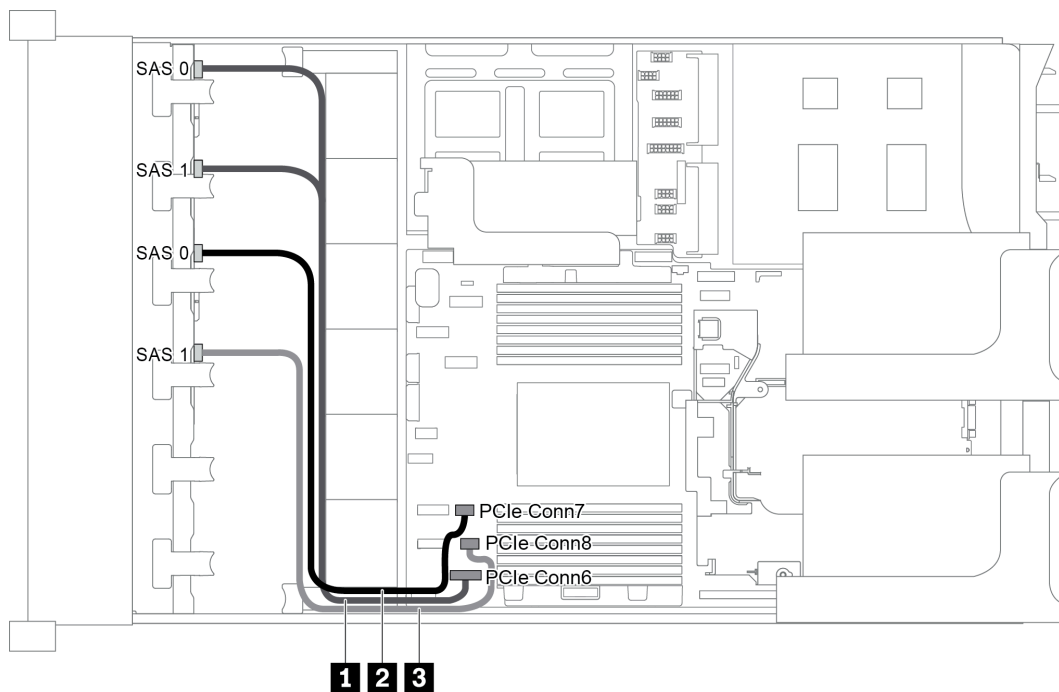 SAS 0
SAS 1
SAS 0
SAS 1
PCIe Conn7
PCIe Conn8
PCIe Conn6
1 2 3